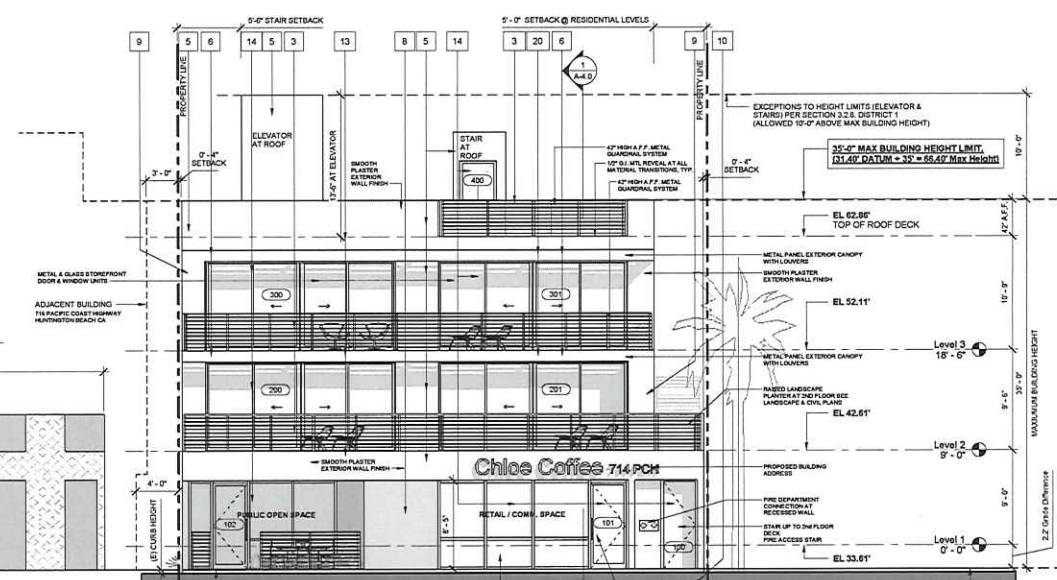 5'-6" STAIR SETBACK
5'- 0" SETBACK @ RESIDENTIAL LEVELS
9
5
6
14
5
3
13
8
5
14
3
20
6
9
10
1
A-4.0
PROPERTY LINE
PROPERTY LINE
EXCEPTIONS TO HEIGHT LIMITS (ELEVATOR &
STAIRS) PER SECTION 3.2.6. DISTRICT 1
(ALLOWED 10'-0" ABOVE MAX BUILDING HEIGHT)
ELEVATOR
AT ROOF
STAIR
AT
ROOF
400
13'-6" AT ELEVATOR
10'- 0"
35'-0" MAX BUILDING HEIGHT LIMIT.
(31.40' DATUM + 35' = 66.40' Max Height)
0' - 4"
SETBACK
3' - 0"
SMOOTH
PLASTER
EXTERIOR
WALL FINISH
42" HIGH A.F.F. METAL
GUARDRAIL SYSTEM
1/2" G.I. MTL REVEAL AT ALL
MATERIAL TRANSITIONS, TYP.
42" HIGH A.F.F. METAL
GUARDRAIL SYSTEM
0' - 4"
SETBACK
EL 62.86'
TOP OF ROOF DECK
42" A.F.F.
METAL & GLASS STOREFRONT
DOOR & WINDOW UNITS
METAL PANEL EXTERIOR CANOPY
WITH LOUVERS
SMOOTH PLASTER
EXTERIOR WALL FINISH
300
301
ADJACENT BUILDING
716 PACIFIC COAST HIGHWAY
HUNTINGTON BEACH CA
EL 52.11'
10' - 9"
Level 3
18' - 6"
METAL PANEL EXTERIOR CANOPY
WITH LOUVERS
200
201
RAISED LANDSCAPE
PLANTER AT 2ND FLOOR SEE
LANDSCAPE & CIVIL PLANS
EL 42.61'
9' - 6"
35' - 0"
MAXIUMUM BUILDING HEIGHT
Level 2
9' - 0"
SMOOTH PLASTER
EXTERIOR WALL FINISH
Chloe Coffee 714 PCH
PROPOSED BUILDING
ADDRESS
4' - 0"
(E) CURB HEIGHT
PUBLIC OPEN SPACE
RETAIL / COMM. SPACE
102
8' - 5"
101
100
FIRE DEPARTMENT
CONNECTION AT
RECESSED WALL
STAIR UP TO 2nd FLOOR
DECK
FIRE ACCESS STAIR
9' - 0"
Level 1
0' - 0"
EL 33.61'
2.2' Grade Difference